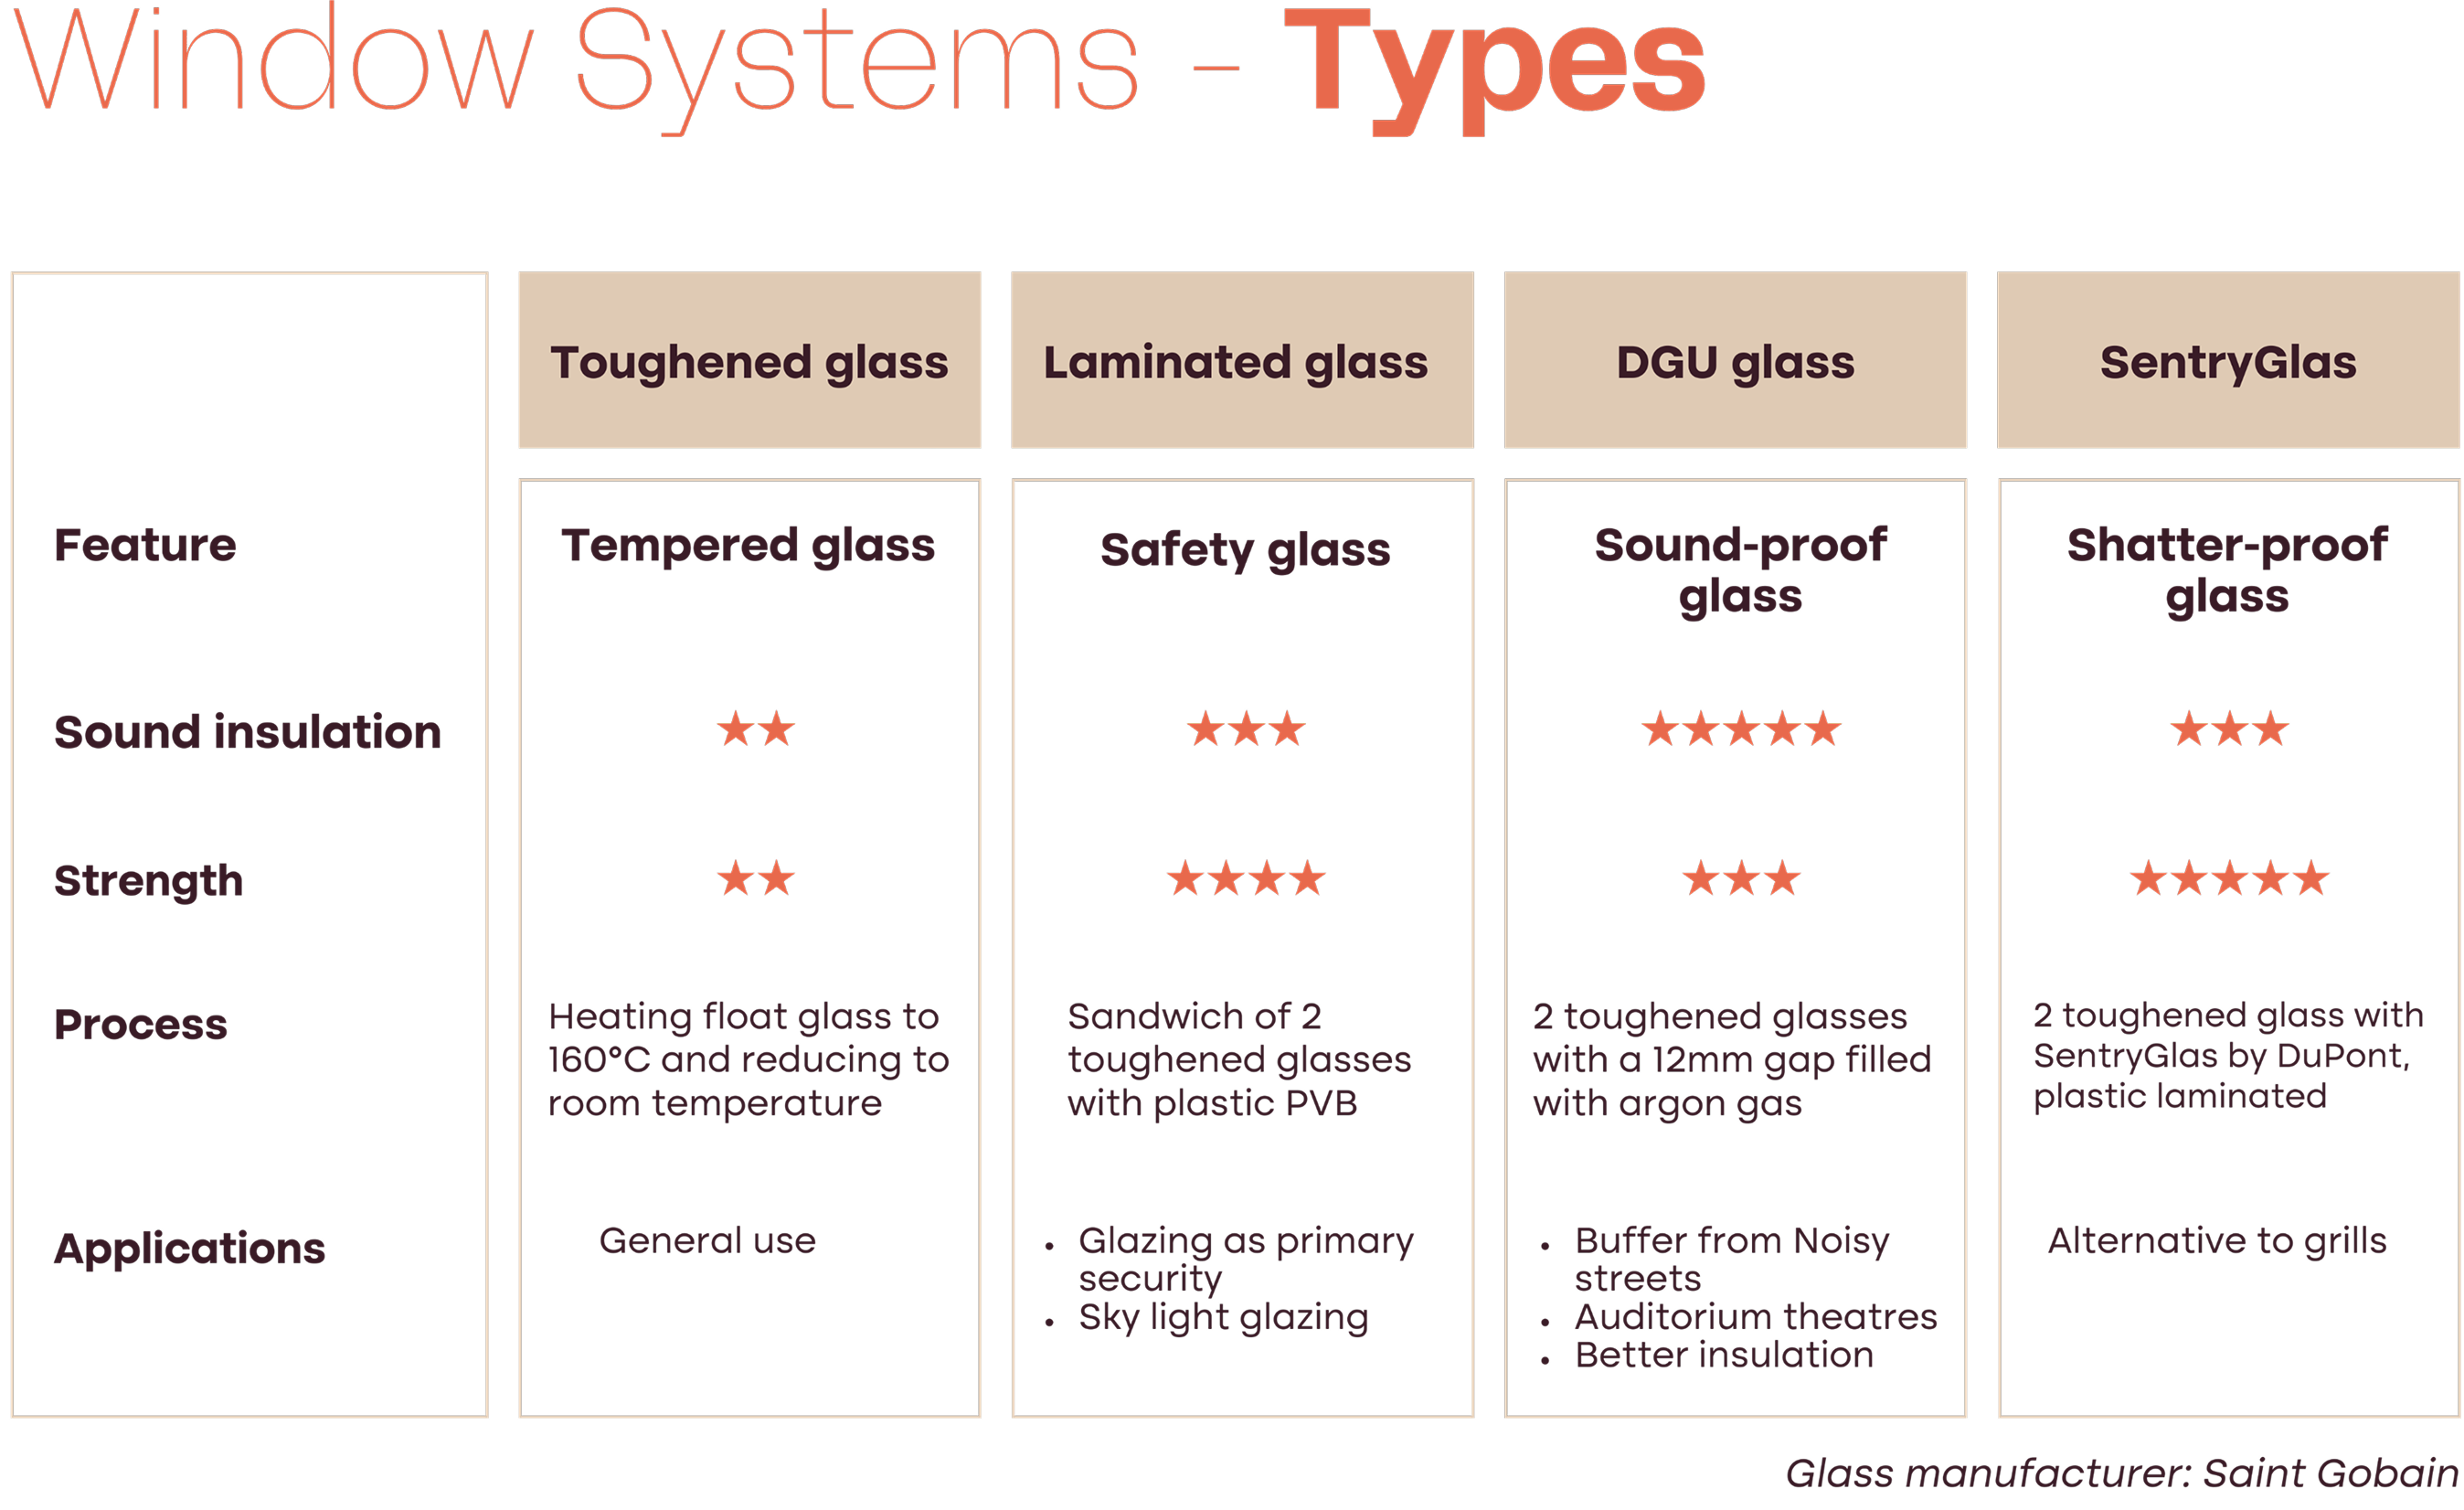 Window Systems - Types
Toughened glass
Laminated glass
DGU glass
SentryGlas
Feature
Tempered glass
Safety glass
Sound-proof
glass
Shatter-proof
glass
Sound insulation
★★
★★★
★★★★★
★★★
Strength
★★
★★★★
★★★
★★★★★
Process
Heating float glass to
160°C and reducing to
room temperature
Sandwich of 2
toughened glasses
with plastic PVB
2 toughened glasses
with a 12mm gap filled
with argon gas
2 toughened glass with
SentryGlas by DuPont,
plastic laminated
Applications
General use
• Glazing as primary
security
• Sky light glazing
• Buffer from Noisy
streets
• Auditorium theatres
• Better insulation
Alternative to grills
Glass manufacturer: Saint Gobain